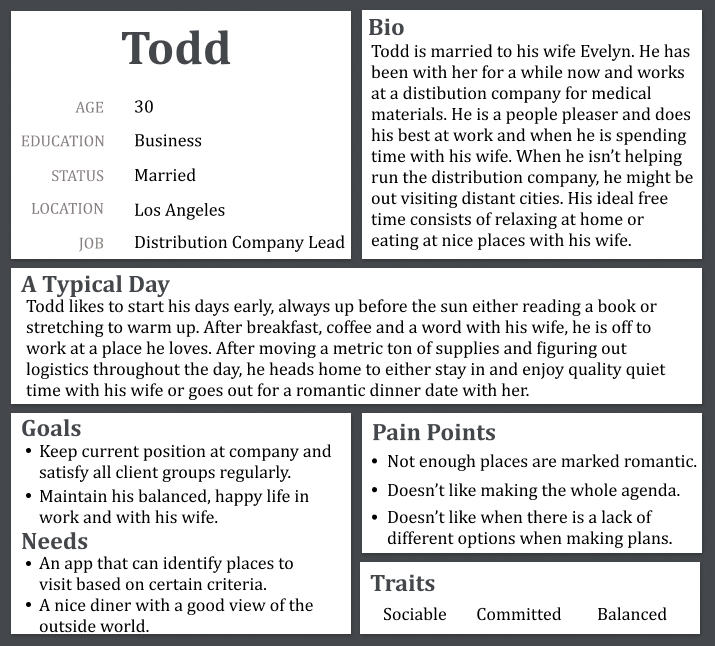 Todd
AGE 30
EDUCATION Business
STATUS Married
LOCATION Los Angeles
JOB Distribution Company Lead
Bio
Todd is married to his wife Evelyn. He has
been with her for a while now and works
at a distibution company for medical
materials. He is a people pleaser and does
his best at work and when he is spending
time with his wife. When he isn’t helping
run the distribution company, he might be
out visiting distant cities. His ideal free
time consists of relaxing at home or
eating at nice places with his wife.
A Typical Day
Todd likes to start his days early, always up before the sun either reading a book or
stretching to warm up. After breakfast, coffee and a word with his wife, he is off to
work at a place he loves. After moving a metric ton of supplies and figuring out
logistics throughout the day, he heads home to either stay in and enjoy quality quiet
time with his wife or goes out for a romantic dinner date with her.
Goals
• Keep current position at company and
satisfy all client groups regularly.
• Maintain his balanced, happy life in
work and with his wife.
Needs
• An app that can identify places to
visit based on certain criteria.
• A nice diner with a good view of the
outside world.
Pain Points
• Not enough places are marked romantic.
• Doesn’t like making the whole agenda.
• Doesn’t like when there is a lack of
different options when making plans.
Traits
Sociable Committed Balanced